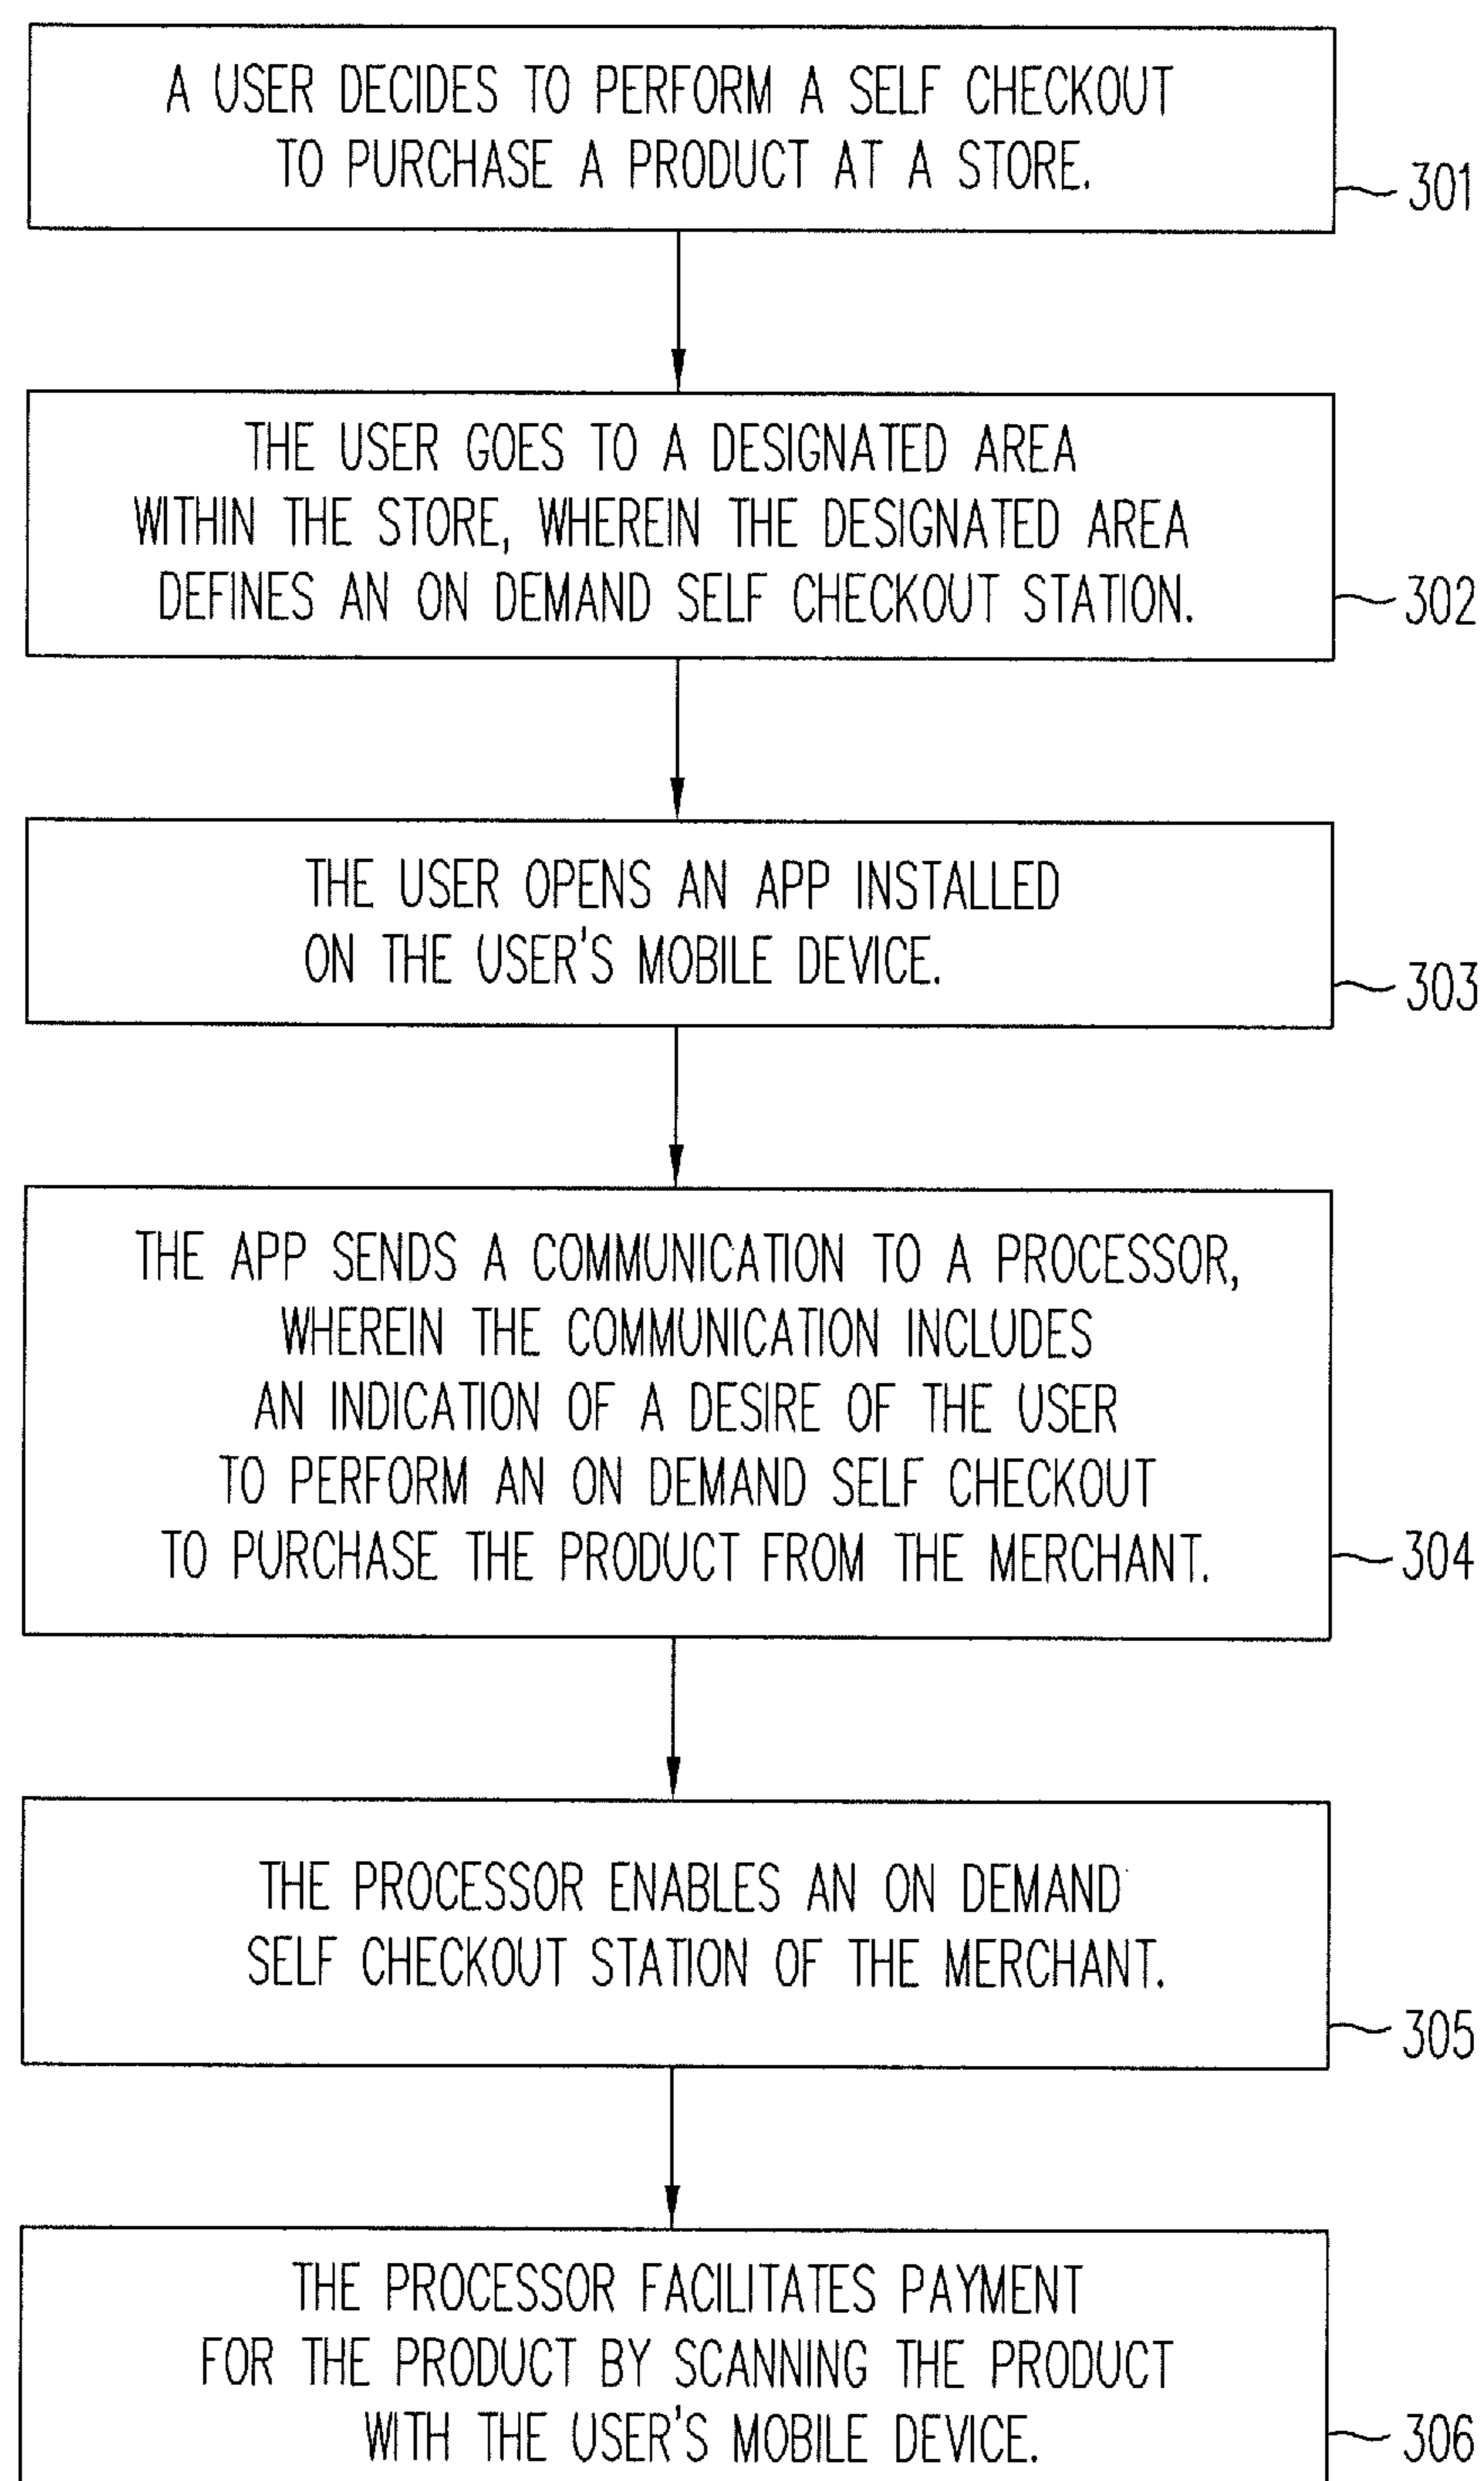 A USER DECIDES TO PERFORM A SELF CHECKOUT
TO PURCHASE A PRODUCT AT A STORE.
301
THE USER GOES TO A DESIGNATED AREA
WITHIN THE STORE, WHEREIN THE DESIGNATED AREA
DEFINES AN ON DEMAND SELF CHECKOUT STATION.
302
THE USER OPENS AN APP INSTALLED
ON THE USER'S MOBILE DEVICE.
303
THE APP SENDS A COMMUNICATION TO A PROCESSOR,
WHEREIN THE COMMUNICATION INCLUDES
AN INDICATION OF A DESIRE OF THE USER
TO PERFORM AN ON DEMAND SELF CHECKOUT
TO PURCHASE THE PRODUCT FROM THE MERCHANT.
304
THE PROCESSOR ENABLES AN ON DEMAND
SELF CHECKOUT STATION OF THE MERCHANT.
305
THE PROCESSOR FACILITATES PAYMENT
FOR THE PRODUCT BY SCANNING THE PRODUCT
WITH THE USER'S MOBILE DEVICE.
306